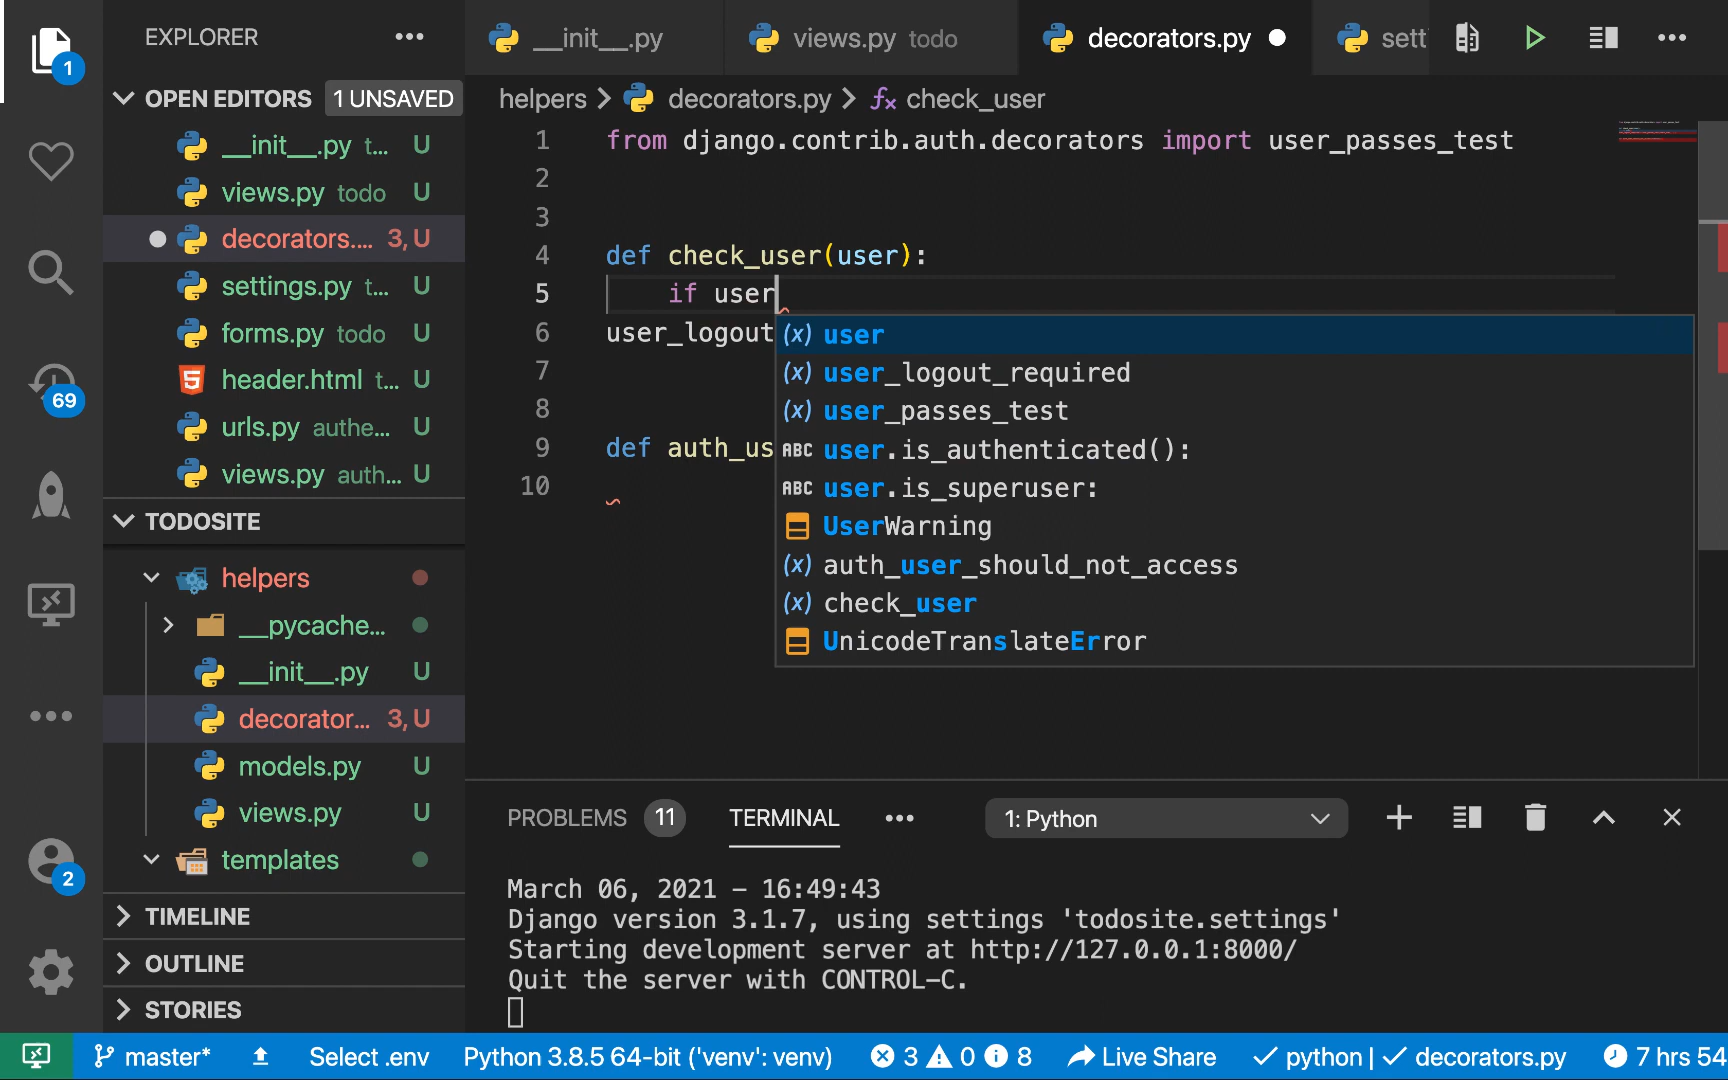 EXPLORER
1
OPEN EDITORS 1 UNSAVED
__init__.py t... U
views.py todo U
decorators.... 3, U
settings.py t... U
forms.py todo U
header.html t... U
urls.py authe... U
views.py auth... U
69
TODOSITE
helpers
__pycache...
__init__.py U
decorator... 3, U
models.py U
views.py U
templates
2
TIMELINE
OUTLINE
STORIES
__init__.py
views.py todo
decorators.py
sett
helpers > decorators.py > check_user
1 from django.contrib.auth.decorators import user_passes_test
2
3
4 def check_user(user):
5 if user
6 user_logout
7
8
9 def auth_us
10
(x) user
(x) user_logout_required
(x) user_passes_test
ABC user.is_authenticated():
ABC user.is_superuser:
UserWarning
(x) auth_user_should_not_access
(x) check_user
UnicodeTranslateError
PROBLEMS 11 TERMINAL 1: Python
March 06, 2021 - 16:49:43
Django version 3.1.7, using settings 'todosite.settings'
Starting development server at http://127.0.0.1:8000/
Quit the server with CONTROL-C.
master* Select .env Python 3.8.5 64-bit ('venv': venv) 3 0 8 Live Share ✓ python | ✓ decorators.py 7 hrs 54